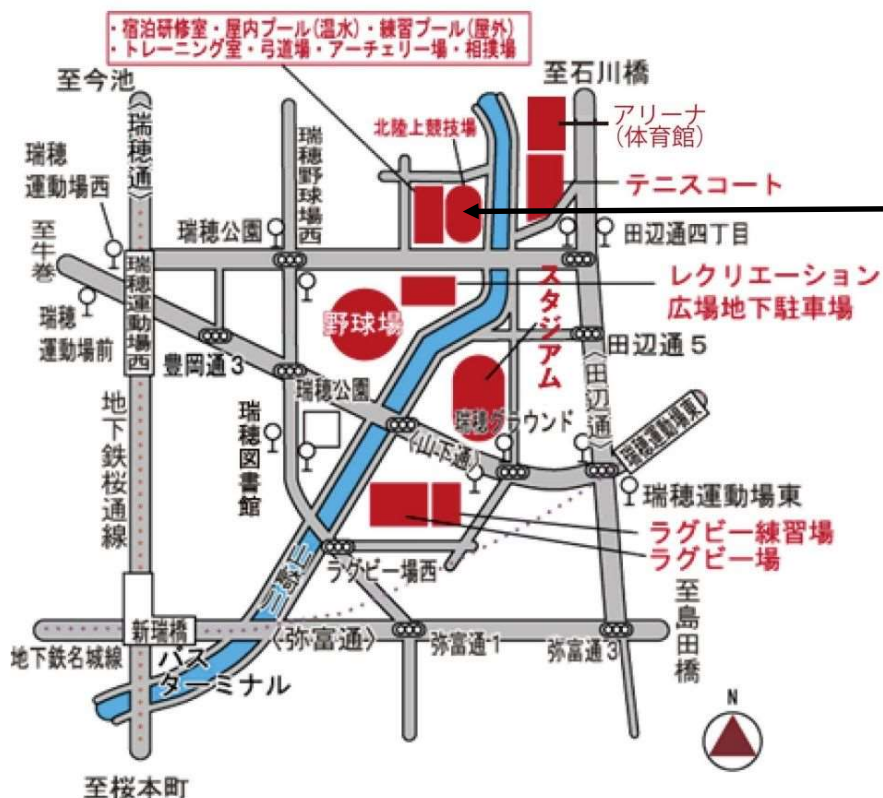 ・宿泊研修室・屋内プール(温水)・練習プール(屋外)
・トレーニング室・弓道場・アーチェリー場・相撲場
至今池
至石川橋
〈瑞穂通〉
瑞穂
運動場西
瑞穂野球場西
北陸上競技場
アリーナ
(体育館)
テニスコート
至牛巻
瑞穂公園
田辺通四丁目
瑞穂運動場西
瑞穂
運動場前
野球場
スタジアム
レクリエーション
広場地下駐車場
豊岡通3
田辺通5
瑞穂公園
〈田辺通〉
地下鉄桜通線
瑞穂図書館
瑞穂グラウンド
〈山下通〉
瑞穂運動場東
瑞穂運動場東
ラグビー練習場
ラグビー場
山崎川
ラグビー場西
至島田橋
新瑞橋
〈弥富通〉
弥富通1
弥富通3
地下鉄名城線
バス
ターミナル
N
至桜本町